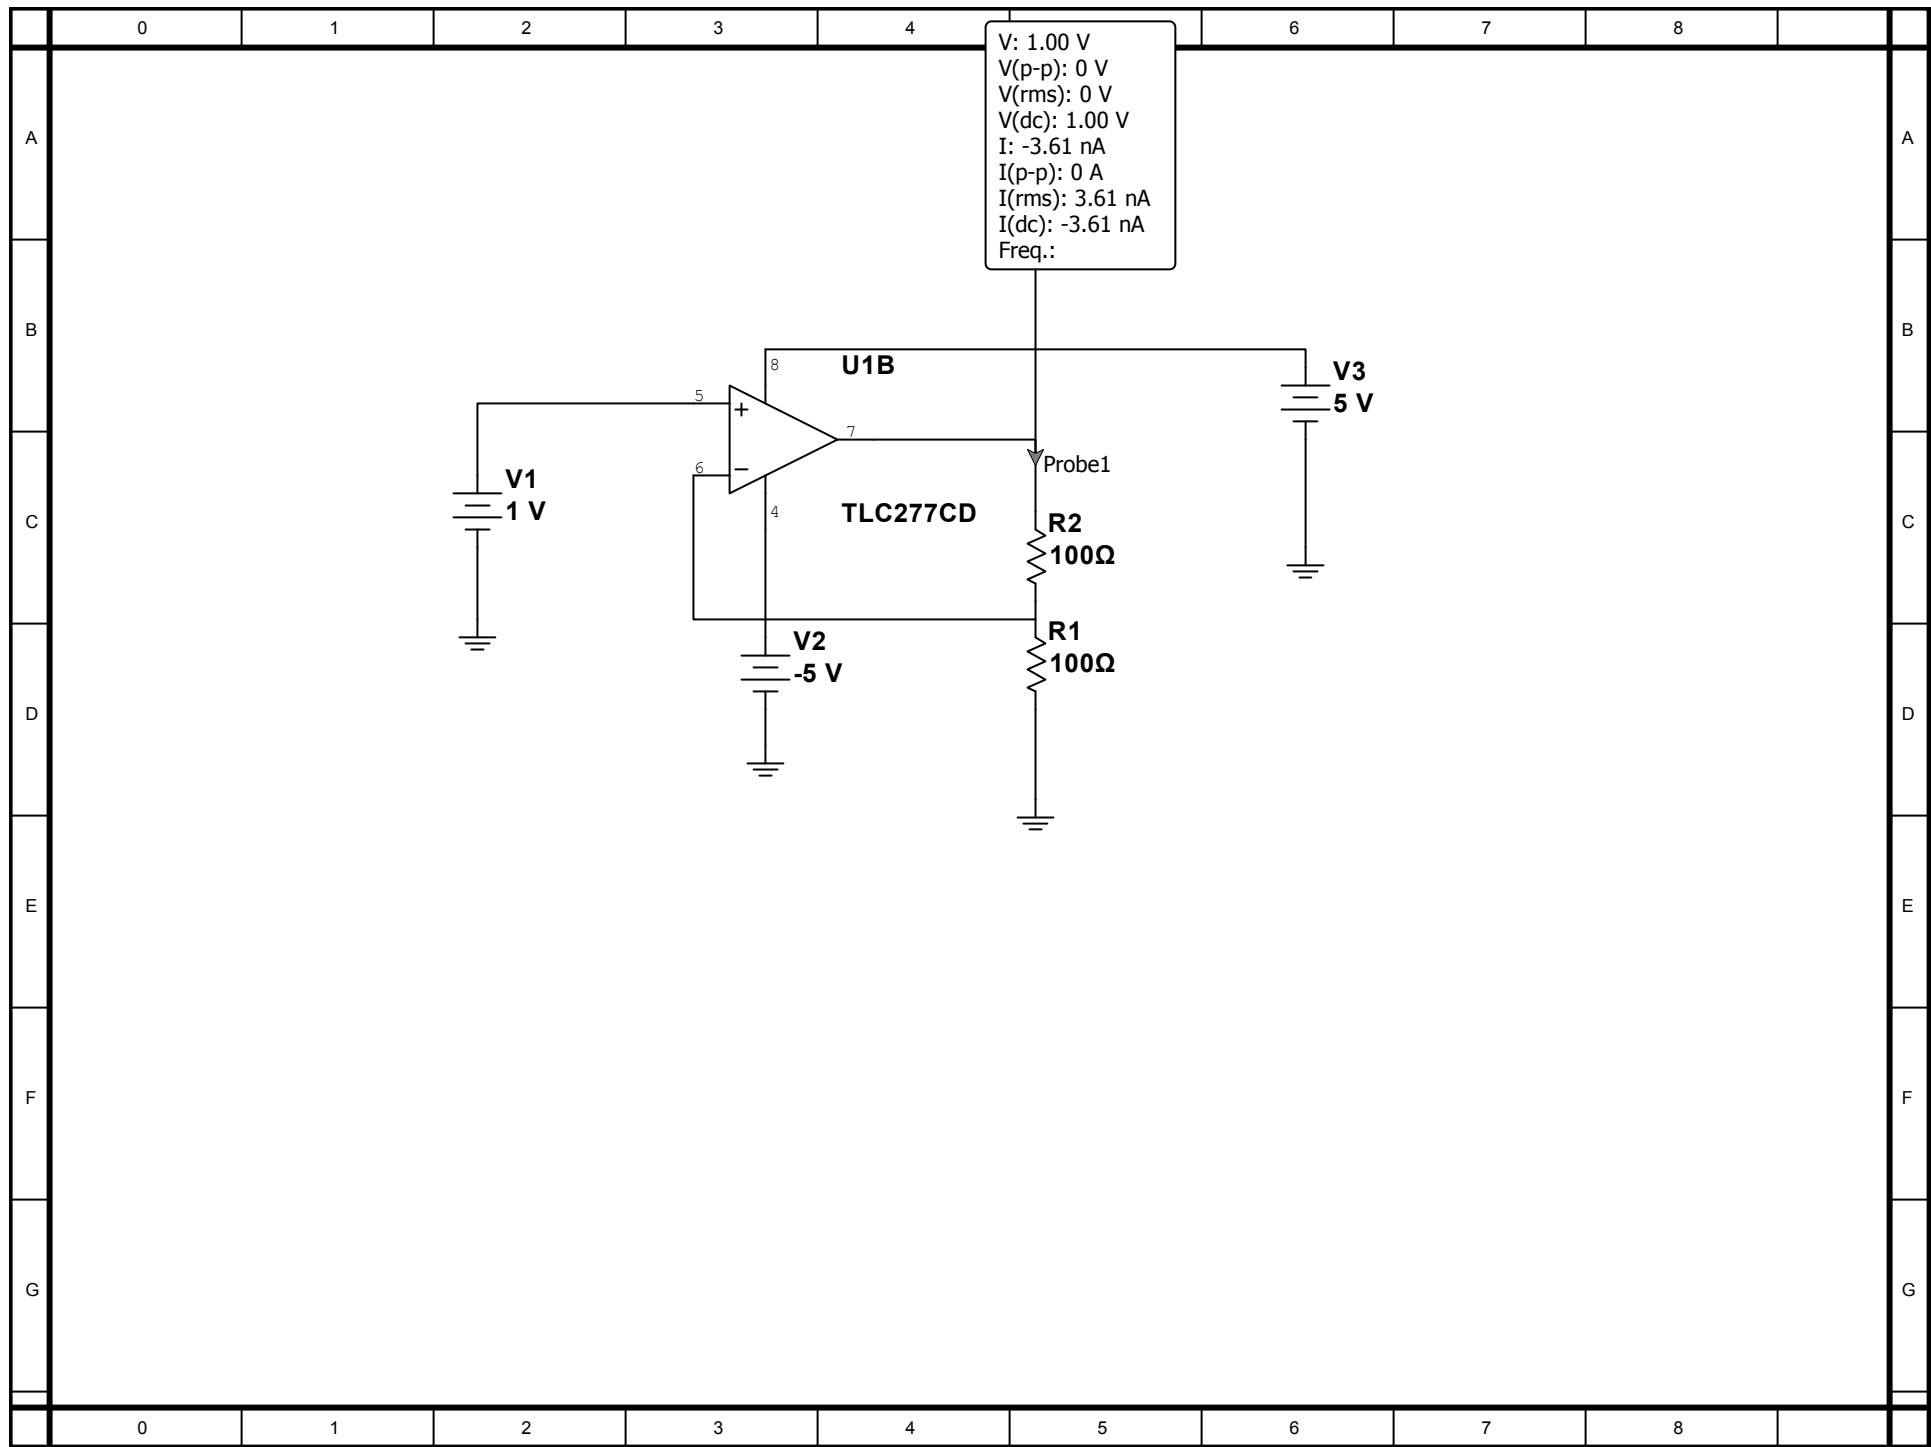 0 1 2 3 4 6 7 8
V: 1.00 V
V(p-p): 0 V
V(rms): 0 V
V(dc): 1.00 V
I: -3.61 nA
I(p-p): 0 A
I(rms): 3.61 nA
I(dc): -3.61 nA
Freq.:
A A
B B
8
U1B
V3
5 V
5
7
6
Probe1
V1
1 V
4
TLC277CD
C C
R2
100Ω
R1
100Ω
V2
-5 V
D D
E E
F F
G G
0 1 2 3 4 5 6 7 8